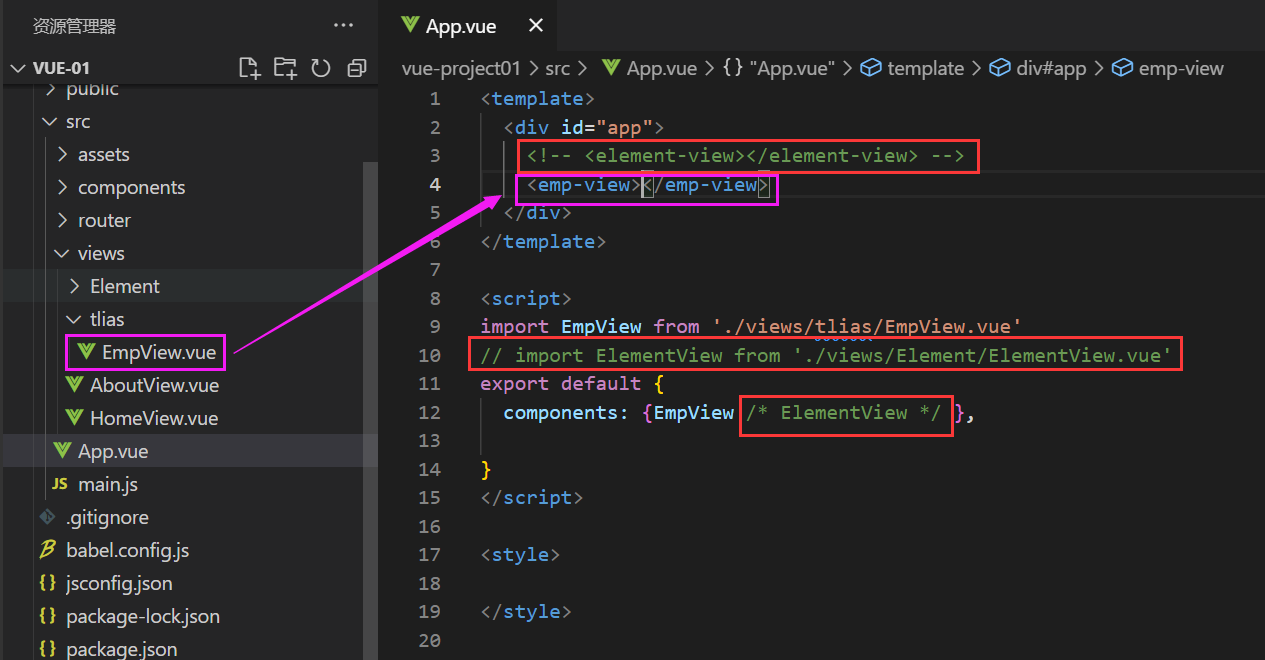 资源管理器
VUE-01
public
src
assets
components
router
views
Element
tlias
EmpView.vue
AboutView.vue
HomeView.vue
App.vue
JS main.js
.gitignore
babel.config.js
{} jsconfig.json
{} package-lock.json
{} package.json
App.vue
vue-project01 > src > App.vue > {} "App.vue" > template > div#app > emp-view
1 <template>
2 <div id="app">
3 <!-- <element-view></element-view> -->
4 <emp-view></emp-view>
5 </div>
6 </template>
7
8 <script>
9 import EmpView from './views/tlias/EmpView.vue'
10 // import ElementView from './views/Element/ElementView.vue'
11 export default {
12 components: {EmpView /* ElementView */ },
13
14 }
15 </script>
16
17 <style>
18
19 </style>
20